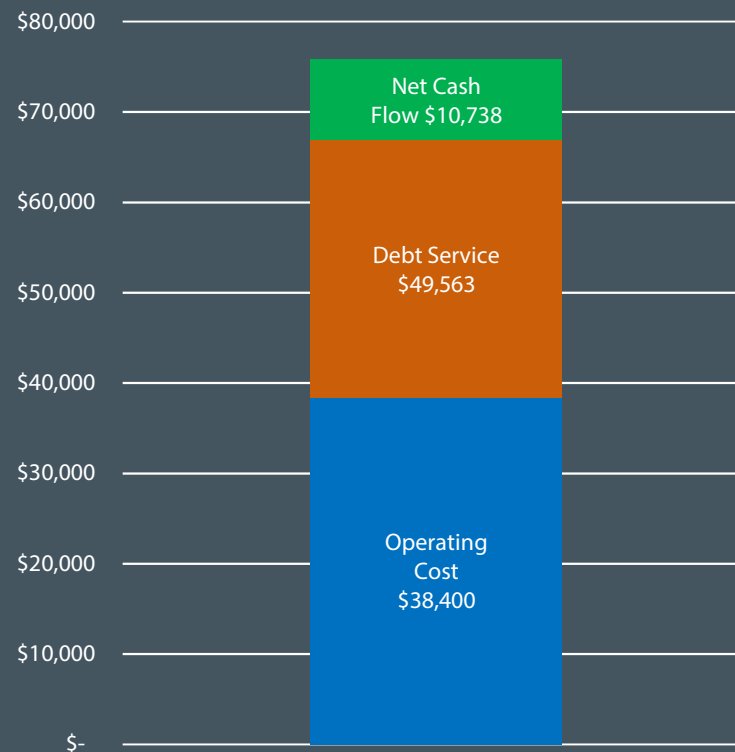 $80,000
$70,000
$60,000
$50,000
$40,000
$30,000
$20,000
$10,000
$-
Net Cash
Flow $10,738
Debt Service
$49,563
Operating
Cost
$38,400